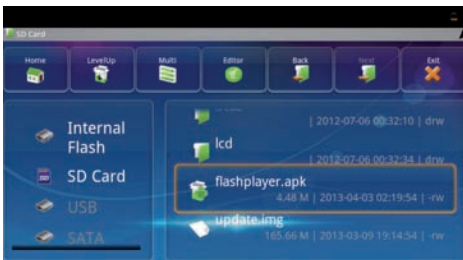 SD Card
Home LevelUp Multi Editor Back Next Exit
Internal Flash
SD Card
USB
SATA
| 2012-07-06 00:32:10 | drw
lcd
| 2012-07-06 00:32:34 | drw
flashplayer.apk
4.48 M | 2013-04-03 02:19:54 | -rw
update.img
165.66 M | 2013-03-09 19:14:54 | -rw